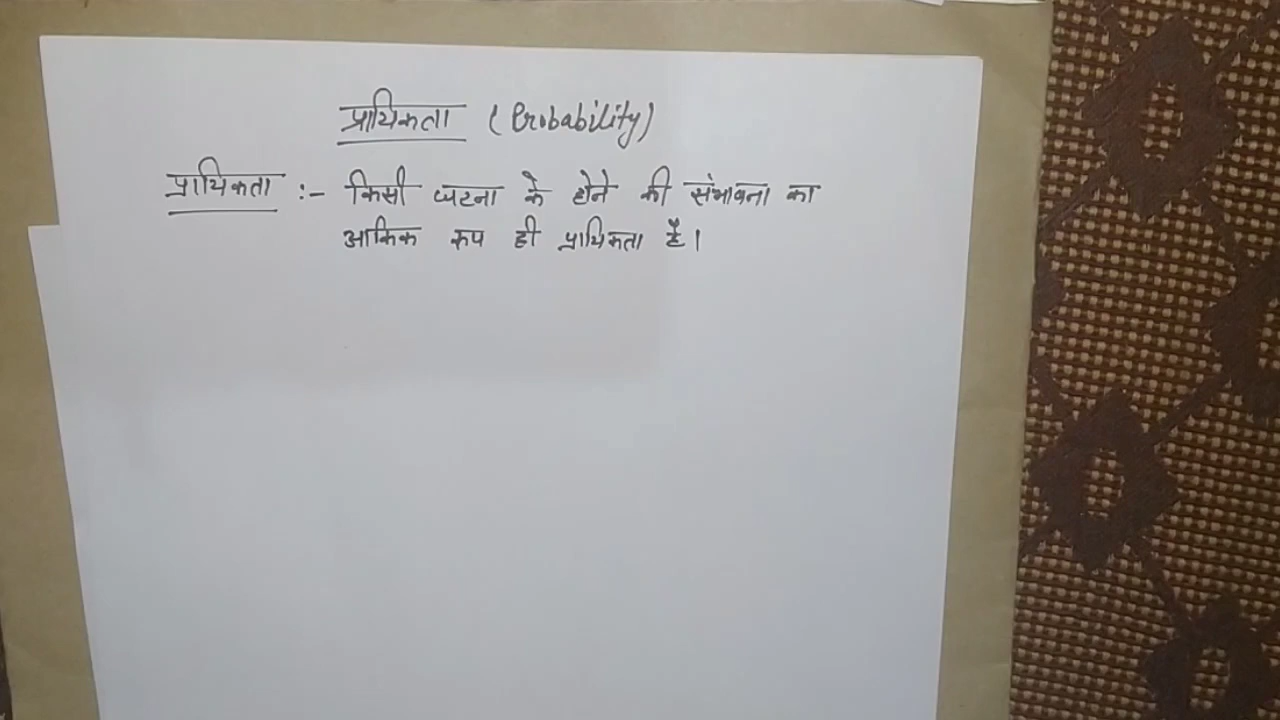 प्रायिकता (Probability)
प्रायिकता :- किसी घटना के होने की संभावना का
आंकिक रूप ही प्रायिकता है।